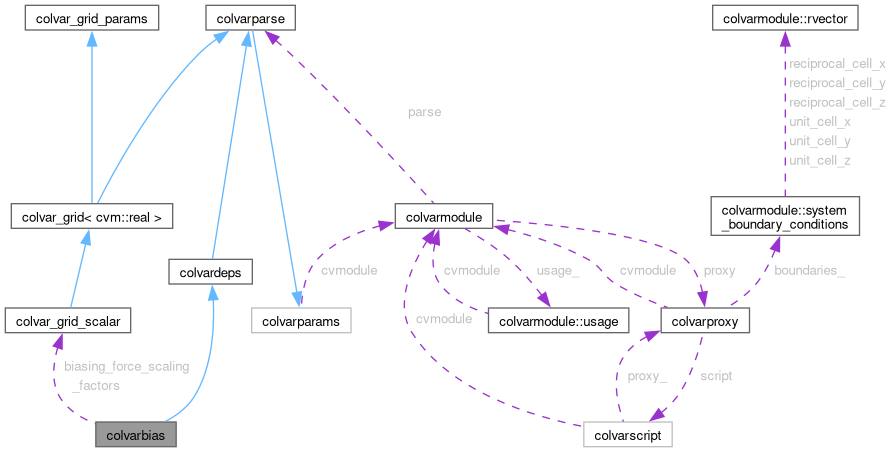 colvar_grid_params
colvarparse
colvarmodule::rvector
reciprocal_cell_x
reciprocal_cell_y
reciprocal_cell_z
unit_cell_x
unit_cell_y
unit_cell_z
parse
colvar_grid< cvm::real >
colvarmodule
colvarmodule::system
_boundary_conditions
colvardeps
cvmodule
cvmodule
usage_
cvmodule
proxy
boundaries_
colvar_grid_scalar
colvarparams
cvmodule
colvarmodule::usage
colvarproxy
biasing_force_scaling
_factors
proxy_
script
colvarbias
colvarscript